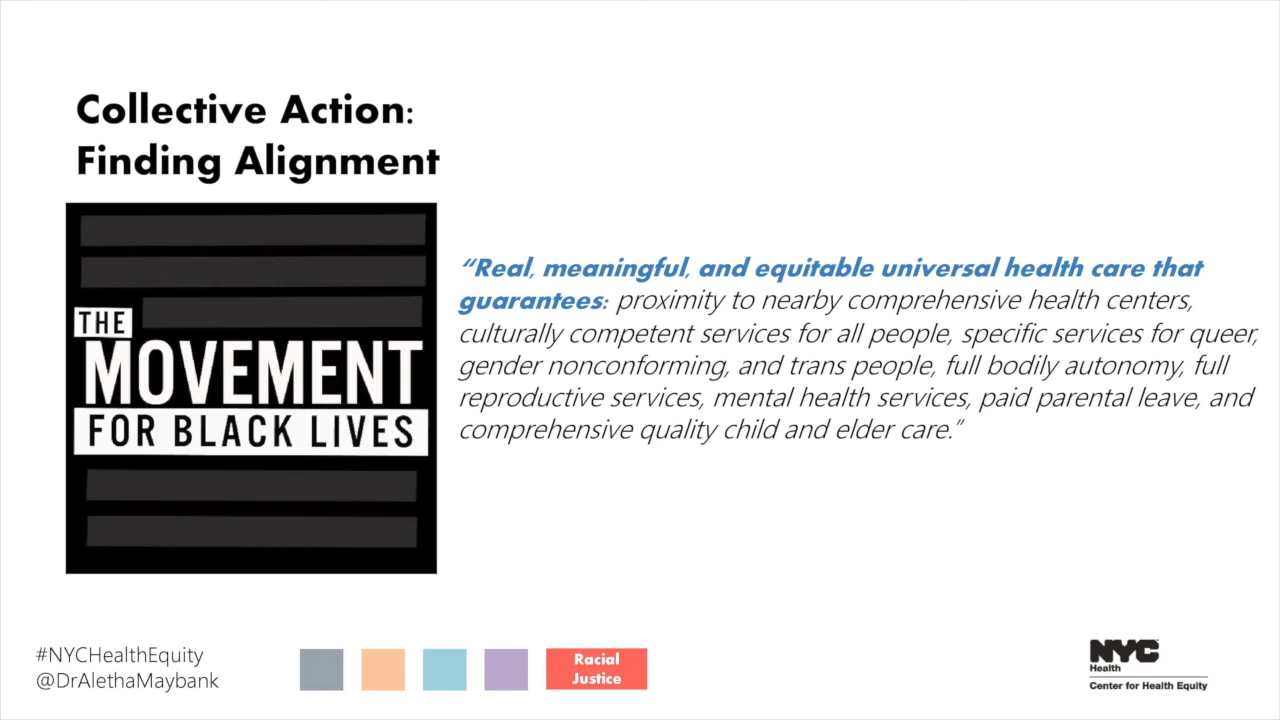 Collective Action:
Finding Alignment
THE
MOVEMENT
FOR BLACK LIVES
“Real, meaningful, and equitable universal health care that
guarantees: proximity to nearby comprehensive health centers,
culturally competent services for all people, specific services for queer,
gender nonconforming, and trans people, full bodily autonomy, full
reproductive services, mental health services, paid parental leave, and
comprehensive quality child and elder care.”
#NYCHealthEquity
@DrAlethaMaybank
Racial
Justice
NYC
Health
Center for Health Equity